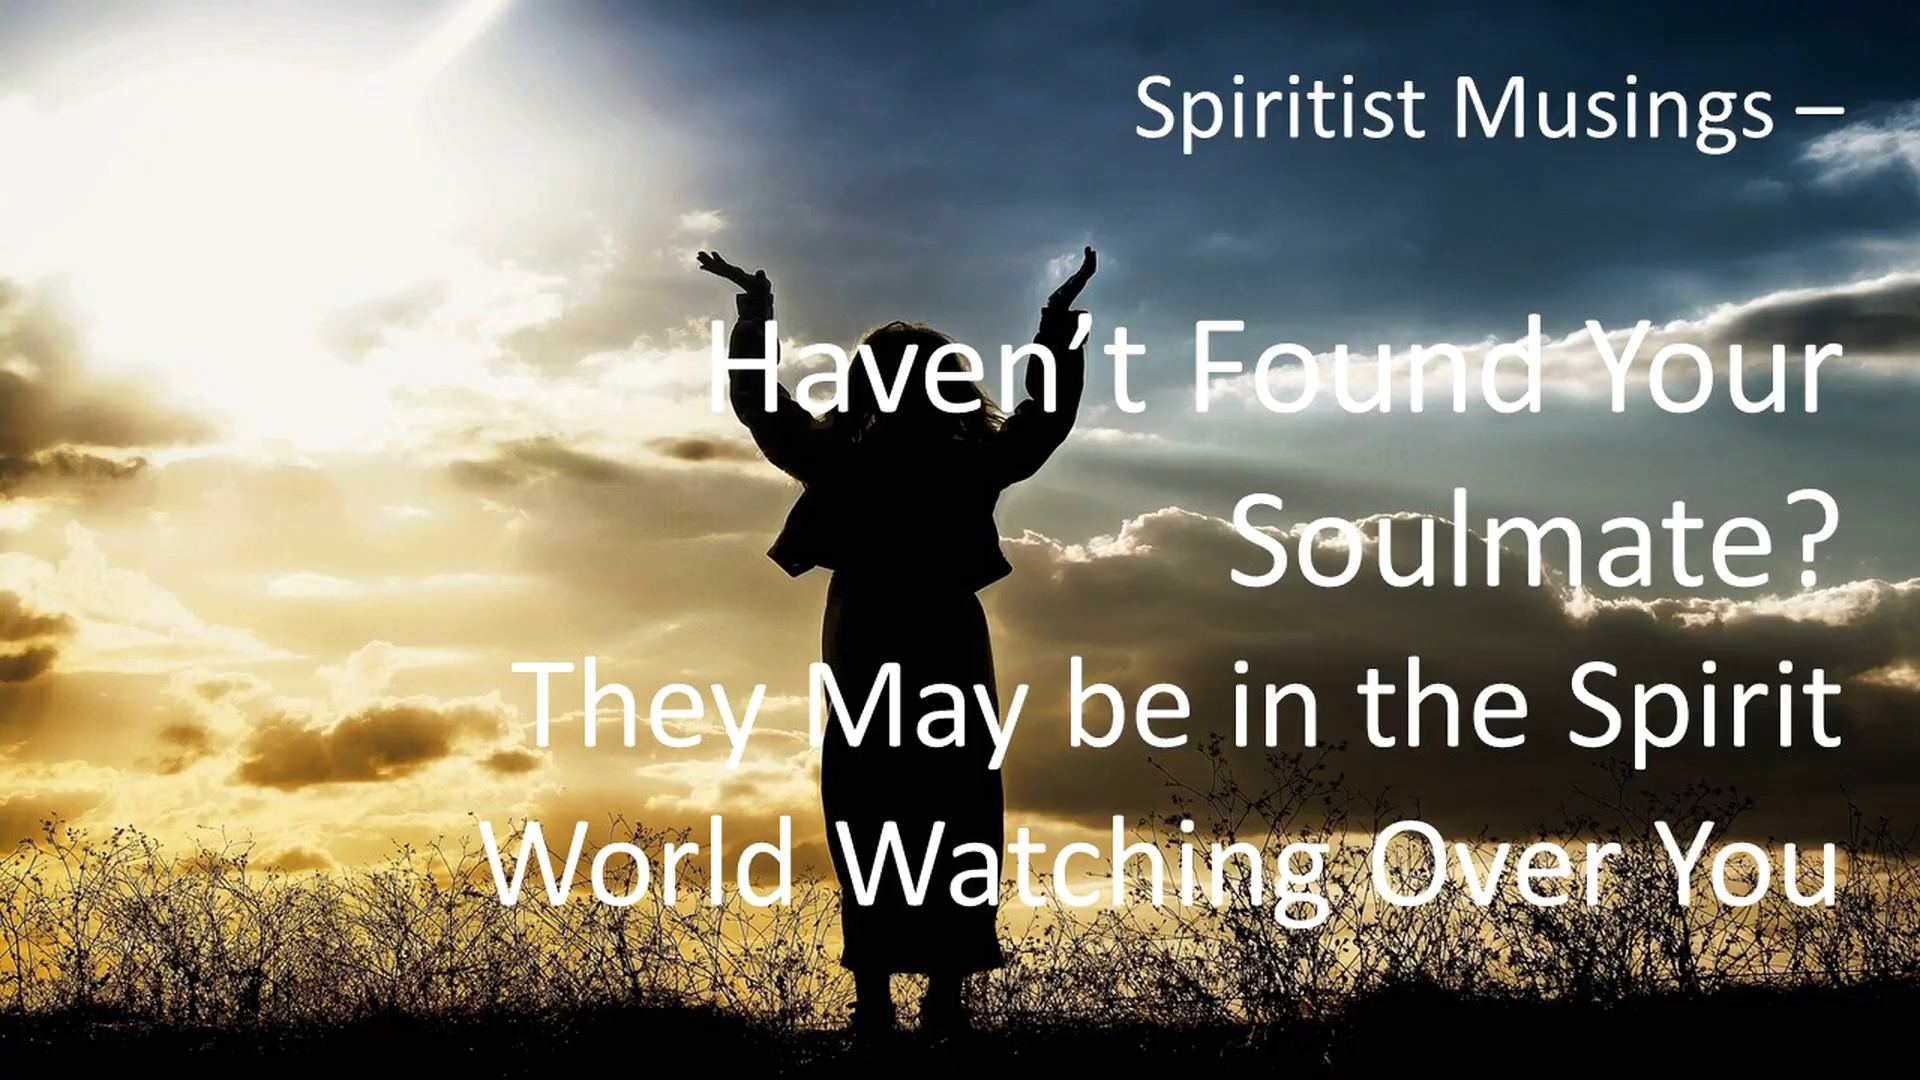 Spiritist Musings –
Haven’t Found Your
Soulmate?
They May be in the Spirit
World Watching Over You